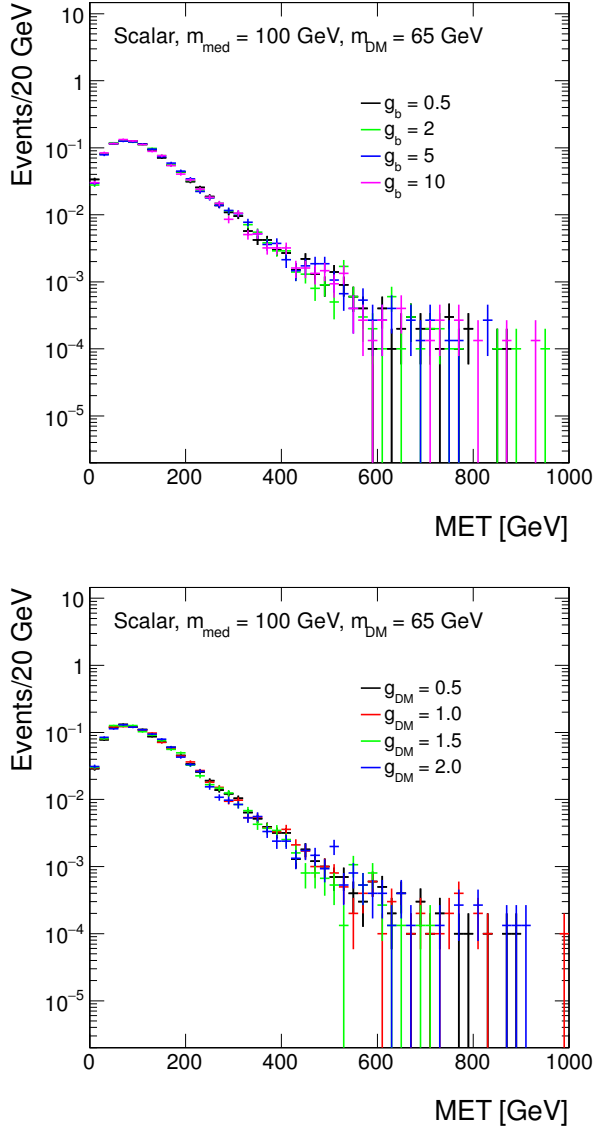 Scalar, m_med = 100 GeV, m_DM = 65 GeV
Events/20 GeV
10
1
10^-1
10^-2
10^-3
10^-4
10^-5
g_b = 0.5
g_b = 2
g_b = 5
g_b = 10
0 200 400 600 800 1000
MET [GeV]
Scalar, m_med = 100 GeV, m_DM = 65 GeV
Events/20 GeV
10
1
10^-1
10^-2
10^-3
10^-4
10^-5
g_DM = 0.5
g_DM = 1.0
g_DM = 1.5
g_DM = 2.0
0 200 400 600 800 1000
MET [GeV]